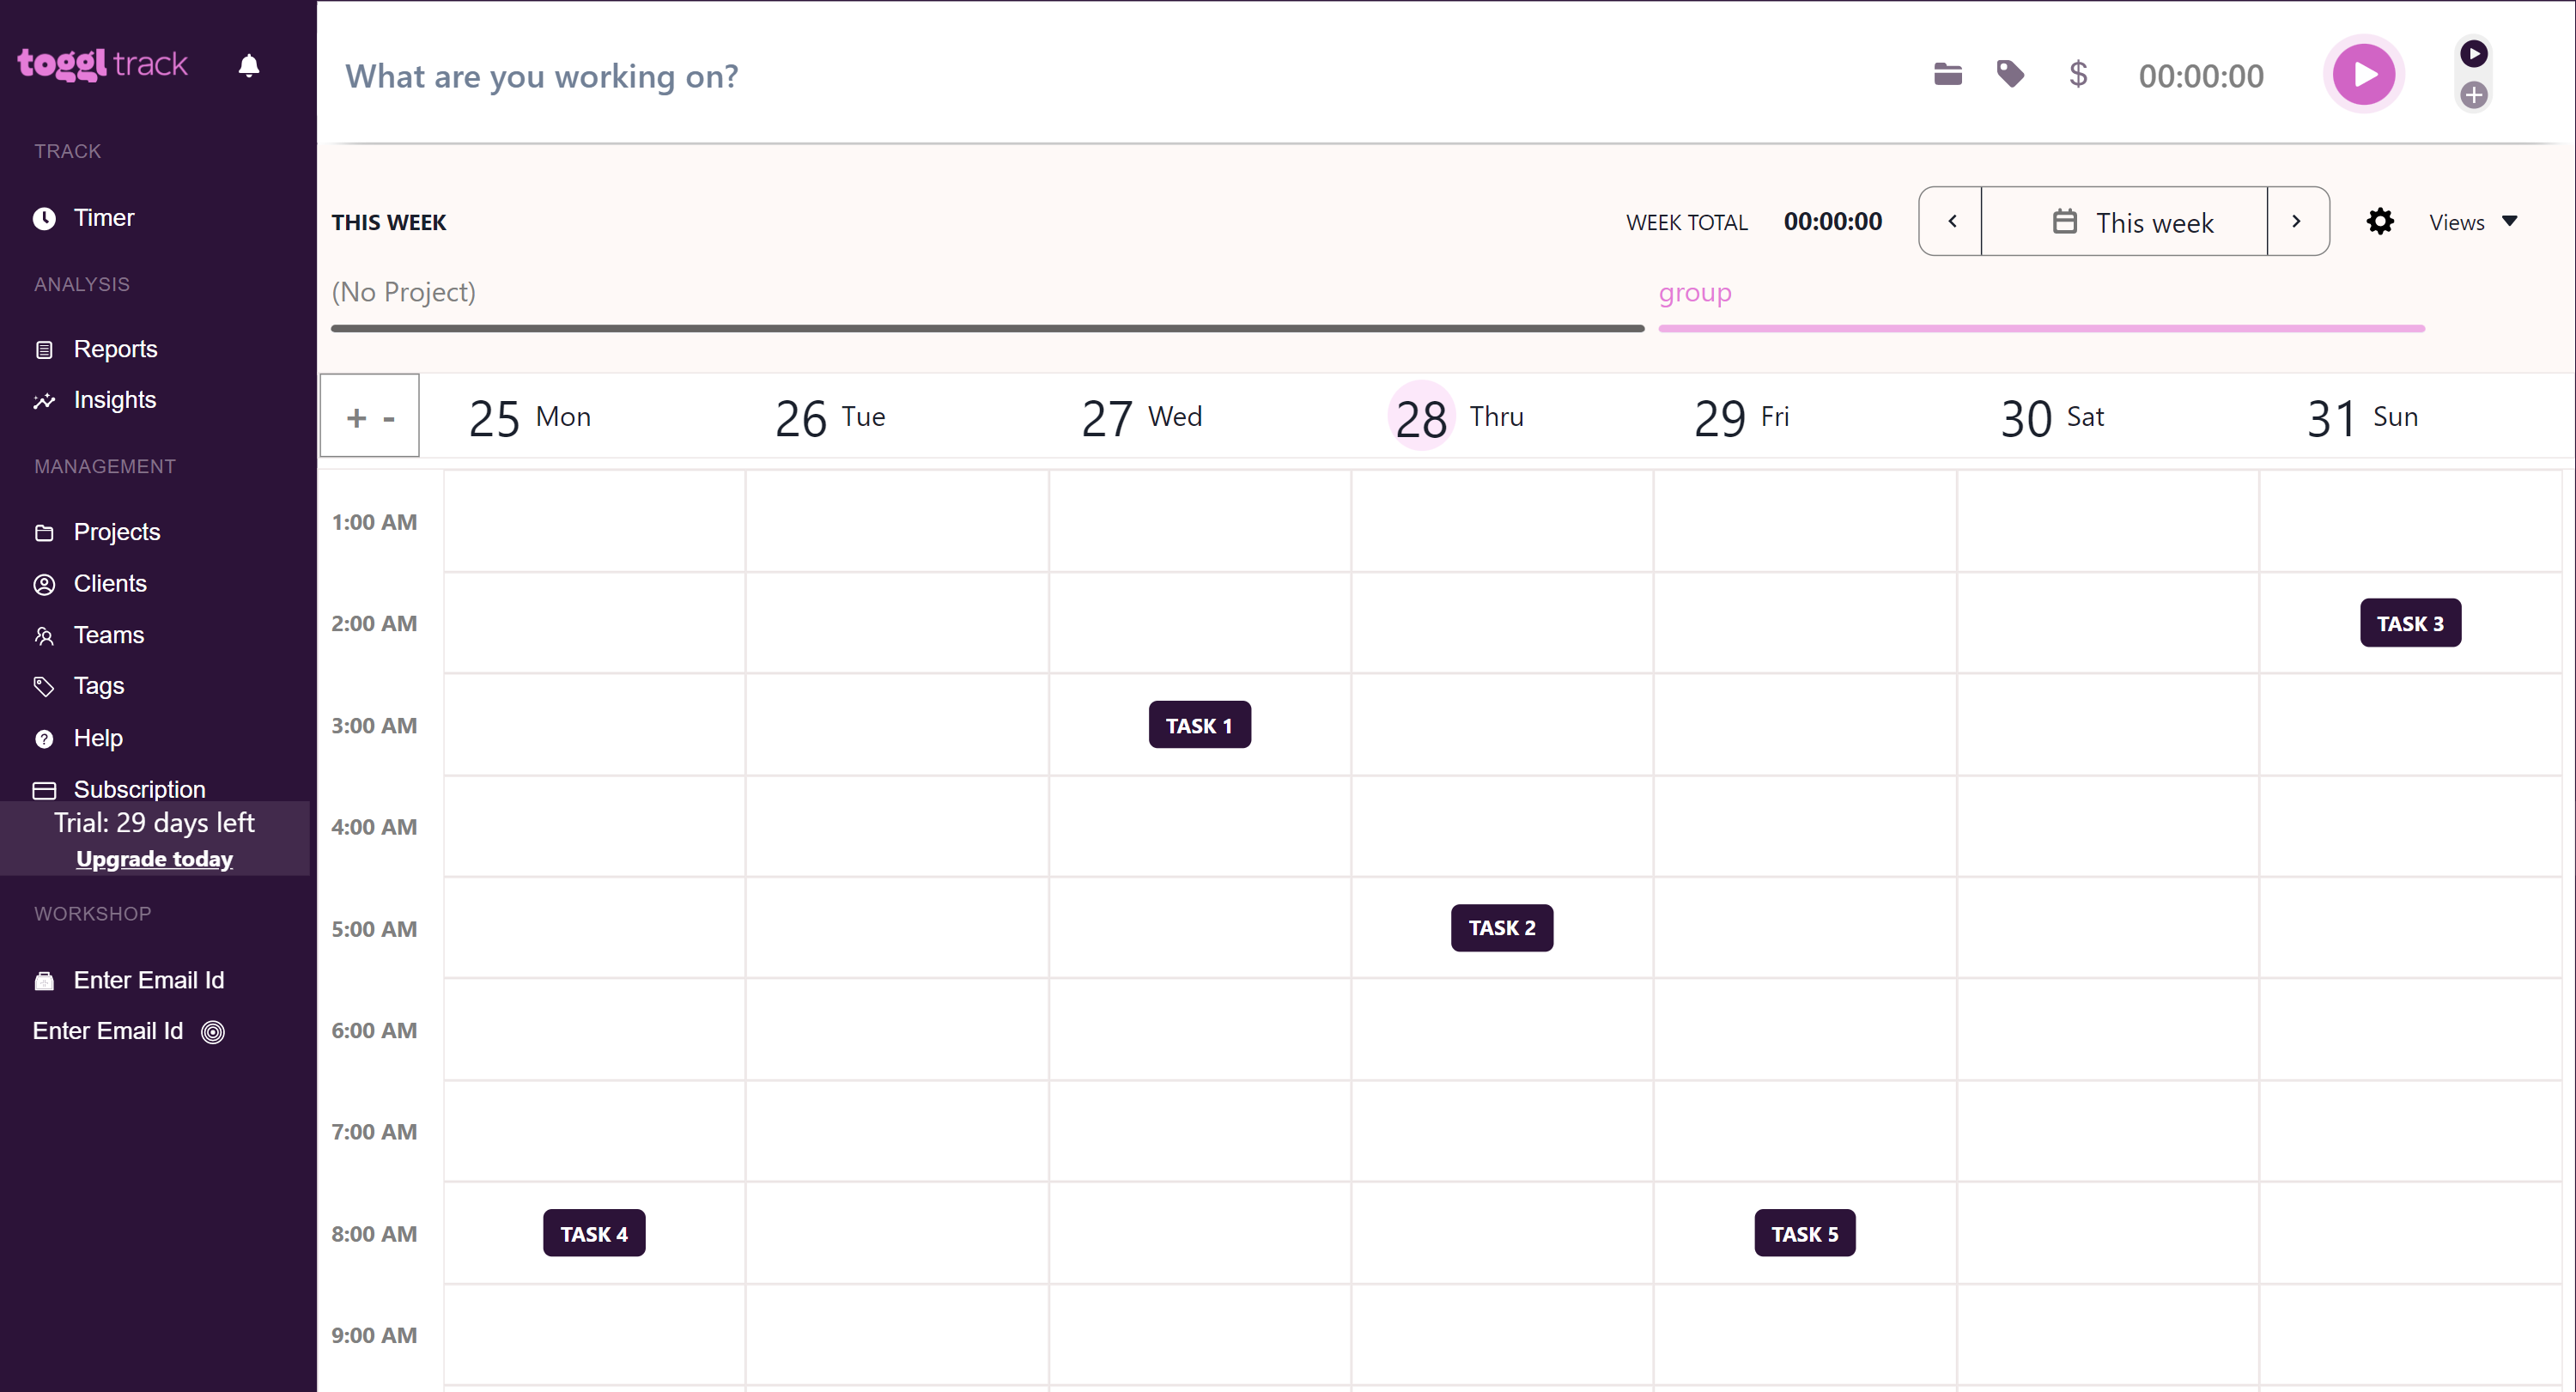 toggl track
TRACK
Timer
ANALYSIS
Reports
Insights
MANAGEMENT
Projects
Clients
Teams
Tags
Help
Subscription
Trial: 29 days left
Upgrade today
WORKSHOP
Enter Email Id
Enter Email Id
What are you working on?
$ 00:00:00
THIS WEEK
WEEK TOTAL 00:00:00
This week
Views
(No Project)
group
+ -
25 Mon 26 Tue 27 Wed 28 Thru 29 Fri 30 Sat 31 Sun
1:00 AM
2:00 AM TASK 3
3:00 AM TASK 1
4:00 AM
5:00 AM TASK 2
6:00 AM
7:00 AM
8:00 AM TASK 4 TASK 5
9:00 AM